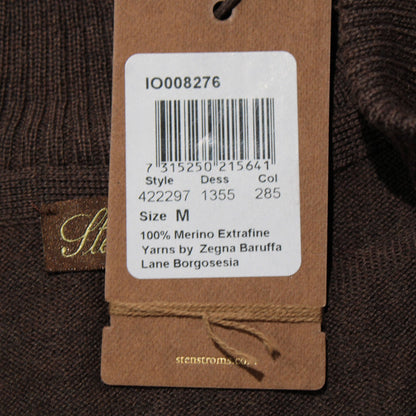 IO008276
7 315250 215641
Style Dess Col
422297 1355 285
Size M
100% Merino Extrafine
Yarns by Zegna Baruffa
Lane Borgosesia
Ste
stenstroms.co